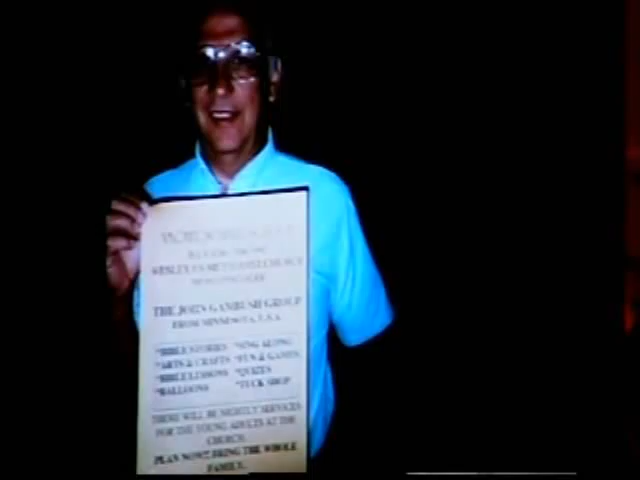 WESLEYAN METHODIST CHURCH
THE JOHN GANBUSH GROUP
FROM MINNESOTA, U.S.A.
*BIBLE STORIES *SING ALONG
*ARTS & CRAFTS *FUN & GAMES
*BIBLE LESSONS *QUIZES
*BALLOONS *TUCK SHOP
THERE WILL BE NIGHTLY SERVICES
FOR THE YOUNG ADULTS AT THE
CHURCH.
PLAN NOW!! BRING THE WHOLE
FAMILY.